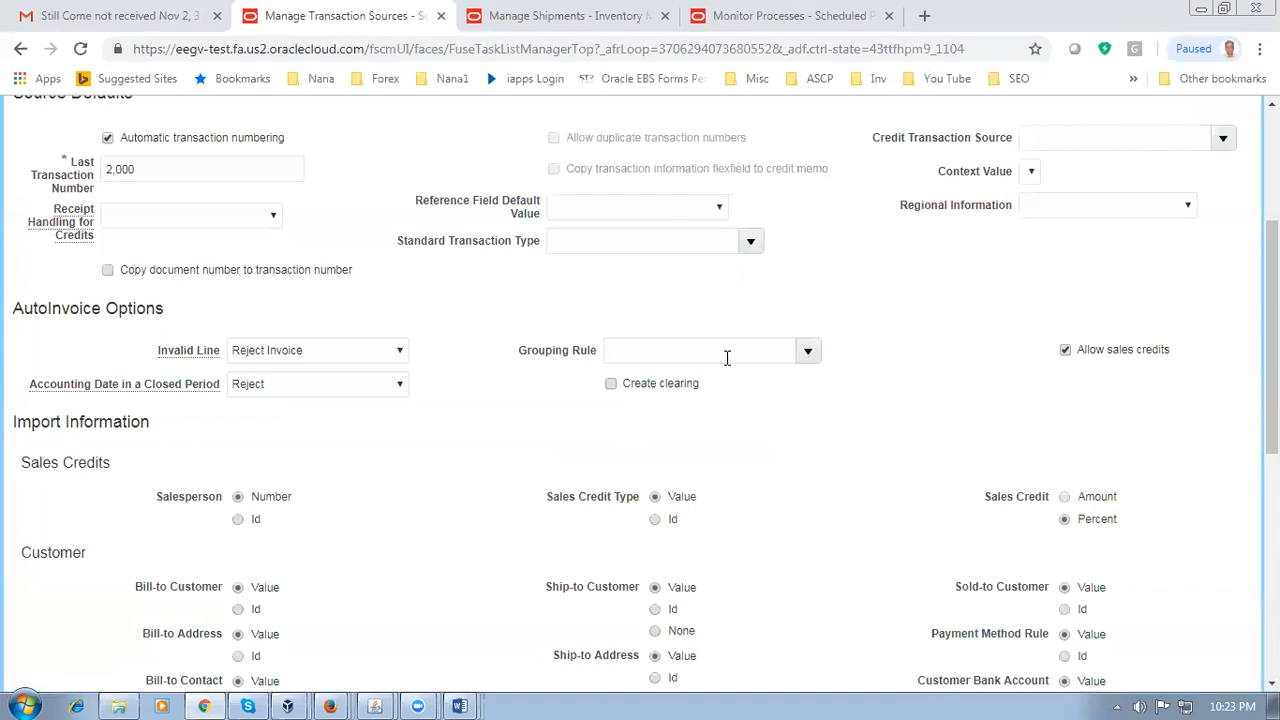 Still Come not received Nov 2, 3
Manage Transaction Sources - Se
Manage Shipments - Inventory M
Monitor Processes - Scheduled P
https://eegv-test.fa.us2.oraclecloud.com/fscmUI/faces/FuseTaskListManagerTop?_afrLoop=3706294073680552&_adf.ctrl-state=43ttfhpm9_1104
Paused
Apps Suggested Sites Bookmarks Nana Forex Nana1 iapps Login Oracle EBS Forms Pe Misc ASCP Inv You Tube SEO » Other bookmarks
Source Defaults
Automatic transaction numbering Allow duplicate transaction numbers Credit Transaction Source
* Last Transaction Number 2,000 Copy transaction information flexfield to credit memo Context Value
Receipt Handling for Credits Reference Field Default Value Regional Information
Standard Transaction Type
Copy document number to transaction number
AutoInvoice Options
Invalid Line Reject Invoice Grouping Rule Allow sales credits
Accounting Date in a Closed Period Reject Create clearing
Import Information
Sales Credits
Salesperson Number Sales Credit Type Value Sales Credit Amount
Id Id Percent
Customer
Bill-to Customer Value Ship-to Customer Value Sold-to Customer Value
Id Id Id
Bill-to Address Value None Payment Method Rule Value
Id Ship-to Address Value Id
Bill-to Contact Value Id Customer Bank Account Value
10:23 PM